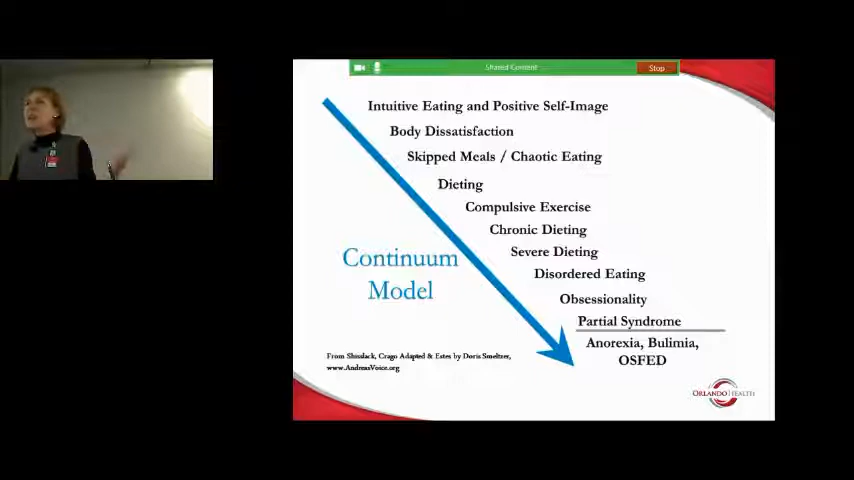 Shared Content
Stop
Intuitive Eating and Positive Self-Image
Body Dissatisfaction
Skipped Meals / Chaotic Eating
Dieting
Compulsive Exercise
Chronic Dieting
Severe Dieting
Disordered Eating
Obsessionality
Partial Syndrome
Anorexia, Bulimia,
OSFED
Continuum
Model
From Shisslack, Crago Adapted & Estes by Doris Smeltzer,
www.AndreasVoice.org
ORLANDO HEALTH